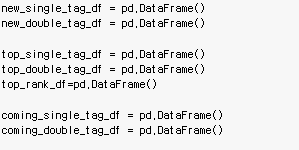 new_single_tag_df = pd.DataFrame()
new_double_tag_df = pd.DataFrame()
top_single_tag_df = pd.DataFrame()
top_double_tag_df = pd.DataFrame()
top_rank_df=pd.DataFrame()
coming_single_tag_df = pd.DataFrame()
coming_double_tag_df = pd.DataFrame()